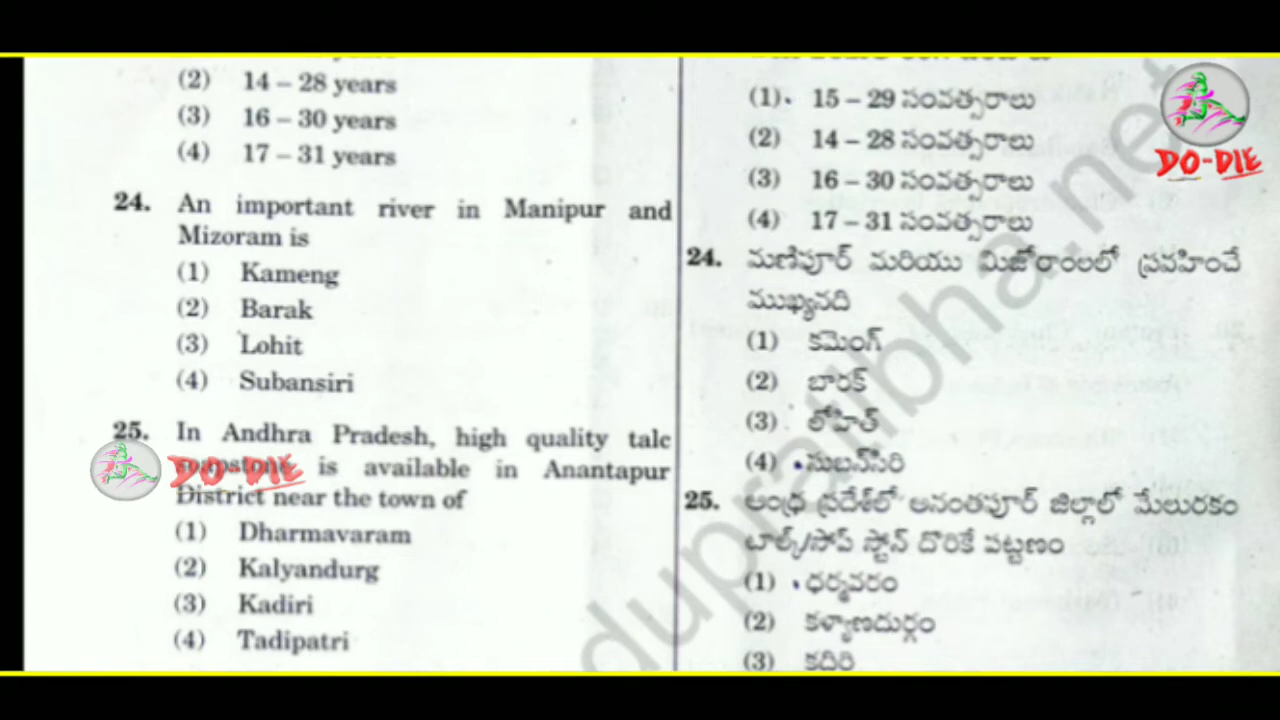 (2) 14 – 28 years
(3) 16 – 30 years
(4) 17 – 31 years
24. An important river in Manipur and
Mizoram is
(1) Kameng
(2) Barak
(3) Lohit
(4) Subansiri
25. In Andhra Pradesh, high quality talc
soapstone is available in Anantapur
District near the town of
(1) Dharmavaram
(2) Kalyandurg
(3) Kadiri
(4) Tadipatri
(1) 15 – 29 సంవత్సరాలు
(2) 14 – 28 సంవత్సరాలు
(3) 16 – 30 సంవత్సరాలు
(4) 17 – 31 సంవత్సరాలు
24. మణిపూర్ మరియు మిజోరాంలలో ప్రవహించే
ముఖ్యనది
(1) కమెంగ్
(2) బారక్
(3) లోహిత్
(4) సుబన్‌సిరి
25. ఆంధ్ర ప్రదేశ్‌లో అనంతపూర్ జిల్లాలో మేలురకం
టాల్క్/సోప్ స్టోన్ దొరికే పట్టణం
(1) ధర్మవరం
(2) కళ్యాణదుర్గం
(3) కదిరి
DO-DIE
DO-DIE
dupratibha.net